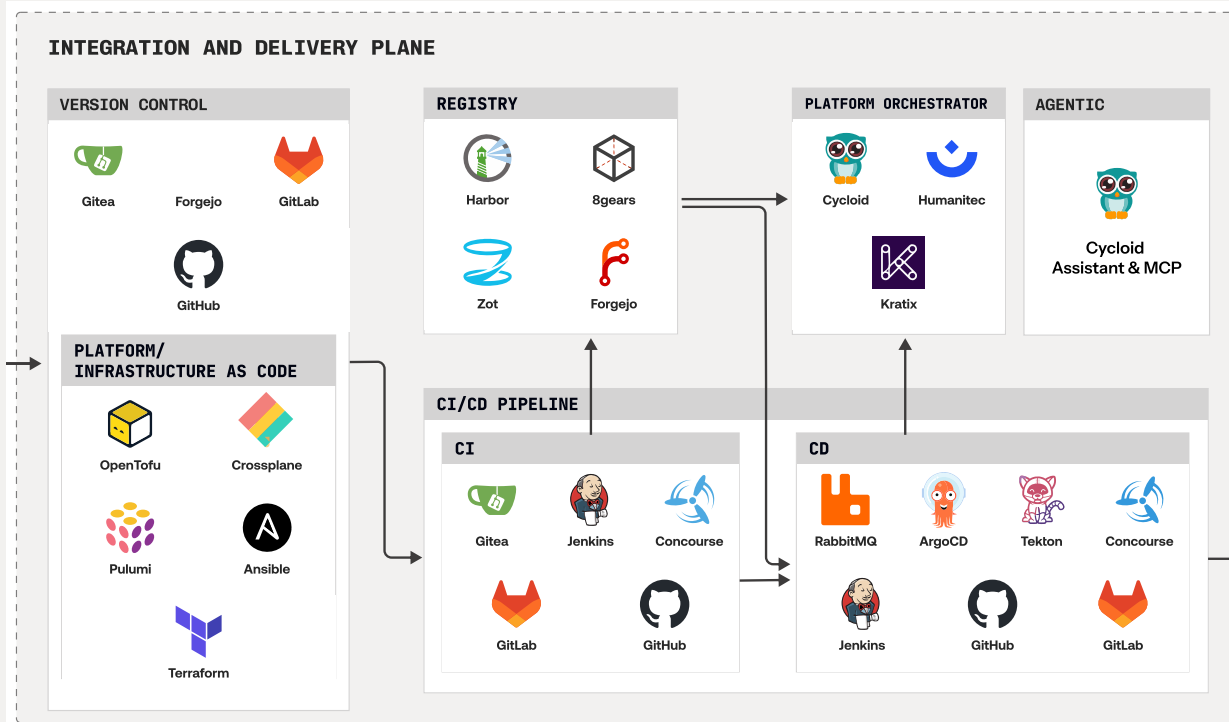 INTEGRATION AND DELIVERY PLANE
VERSION CONTROL
Gitea
Forgejo
GitLab
GitHub
PLATFORM/
INFRASTRUCTURE AS CODE
OpenTofu
Crossplane
Pulumi
Ansible
Terraform
REGISTRY
Harbor
8gears
Zot
Forgejo
PLATFORM ORCHESTRATOR
Cycloid
Humanitec
Kratix
AGENTIC
Cycloid
Assistant & MCP
CI/CD PIPELINE
CI
Gitea
Jenkins
Concourse
GitLab
GitHub
CD
RabbitMQ
ArgoCD
Tekton
Concourse
Jenkins
GitHub
GitLab